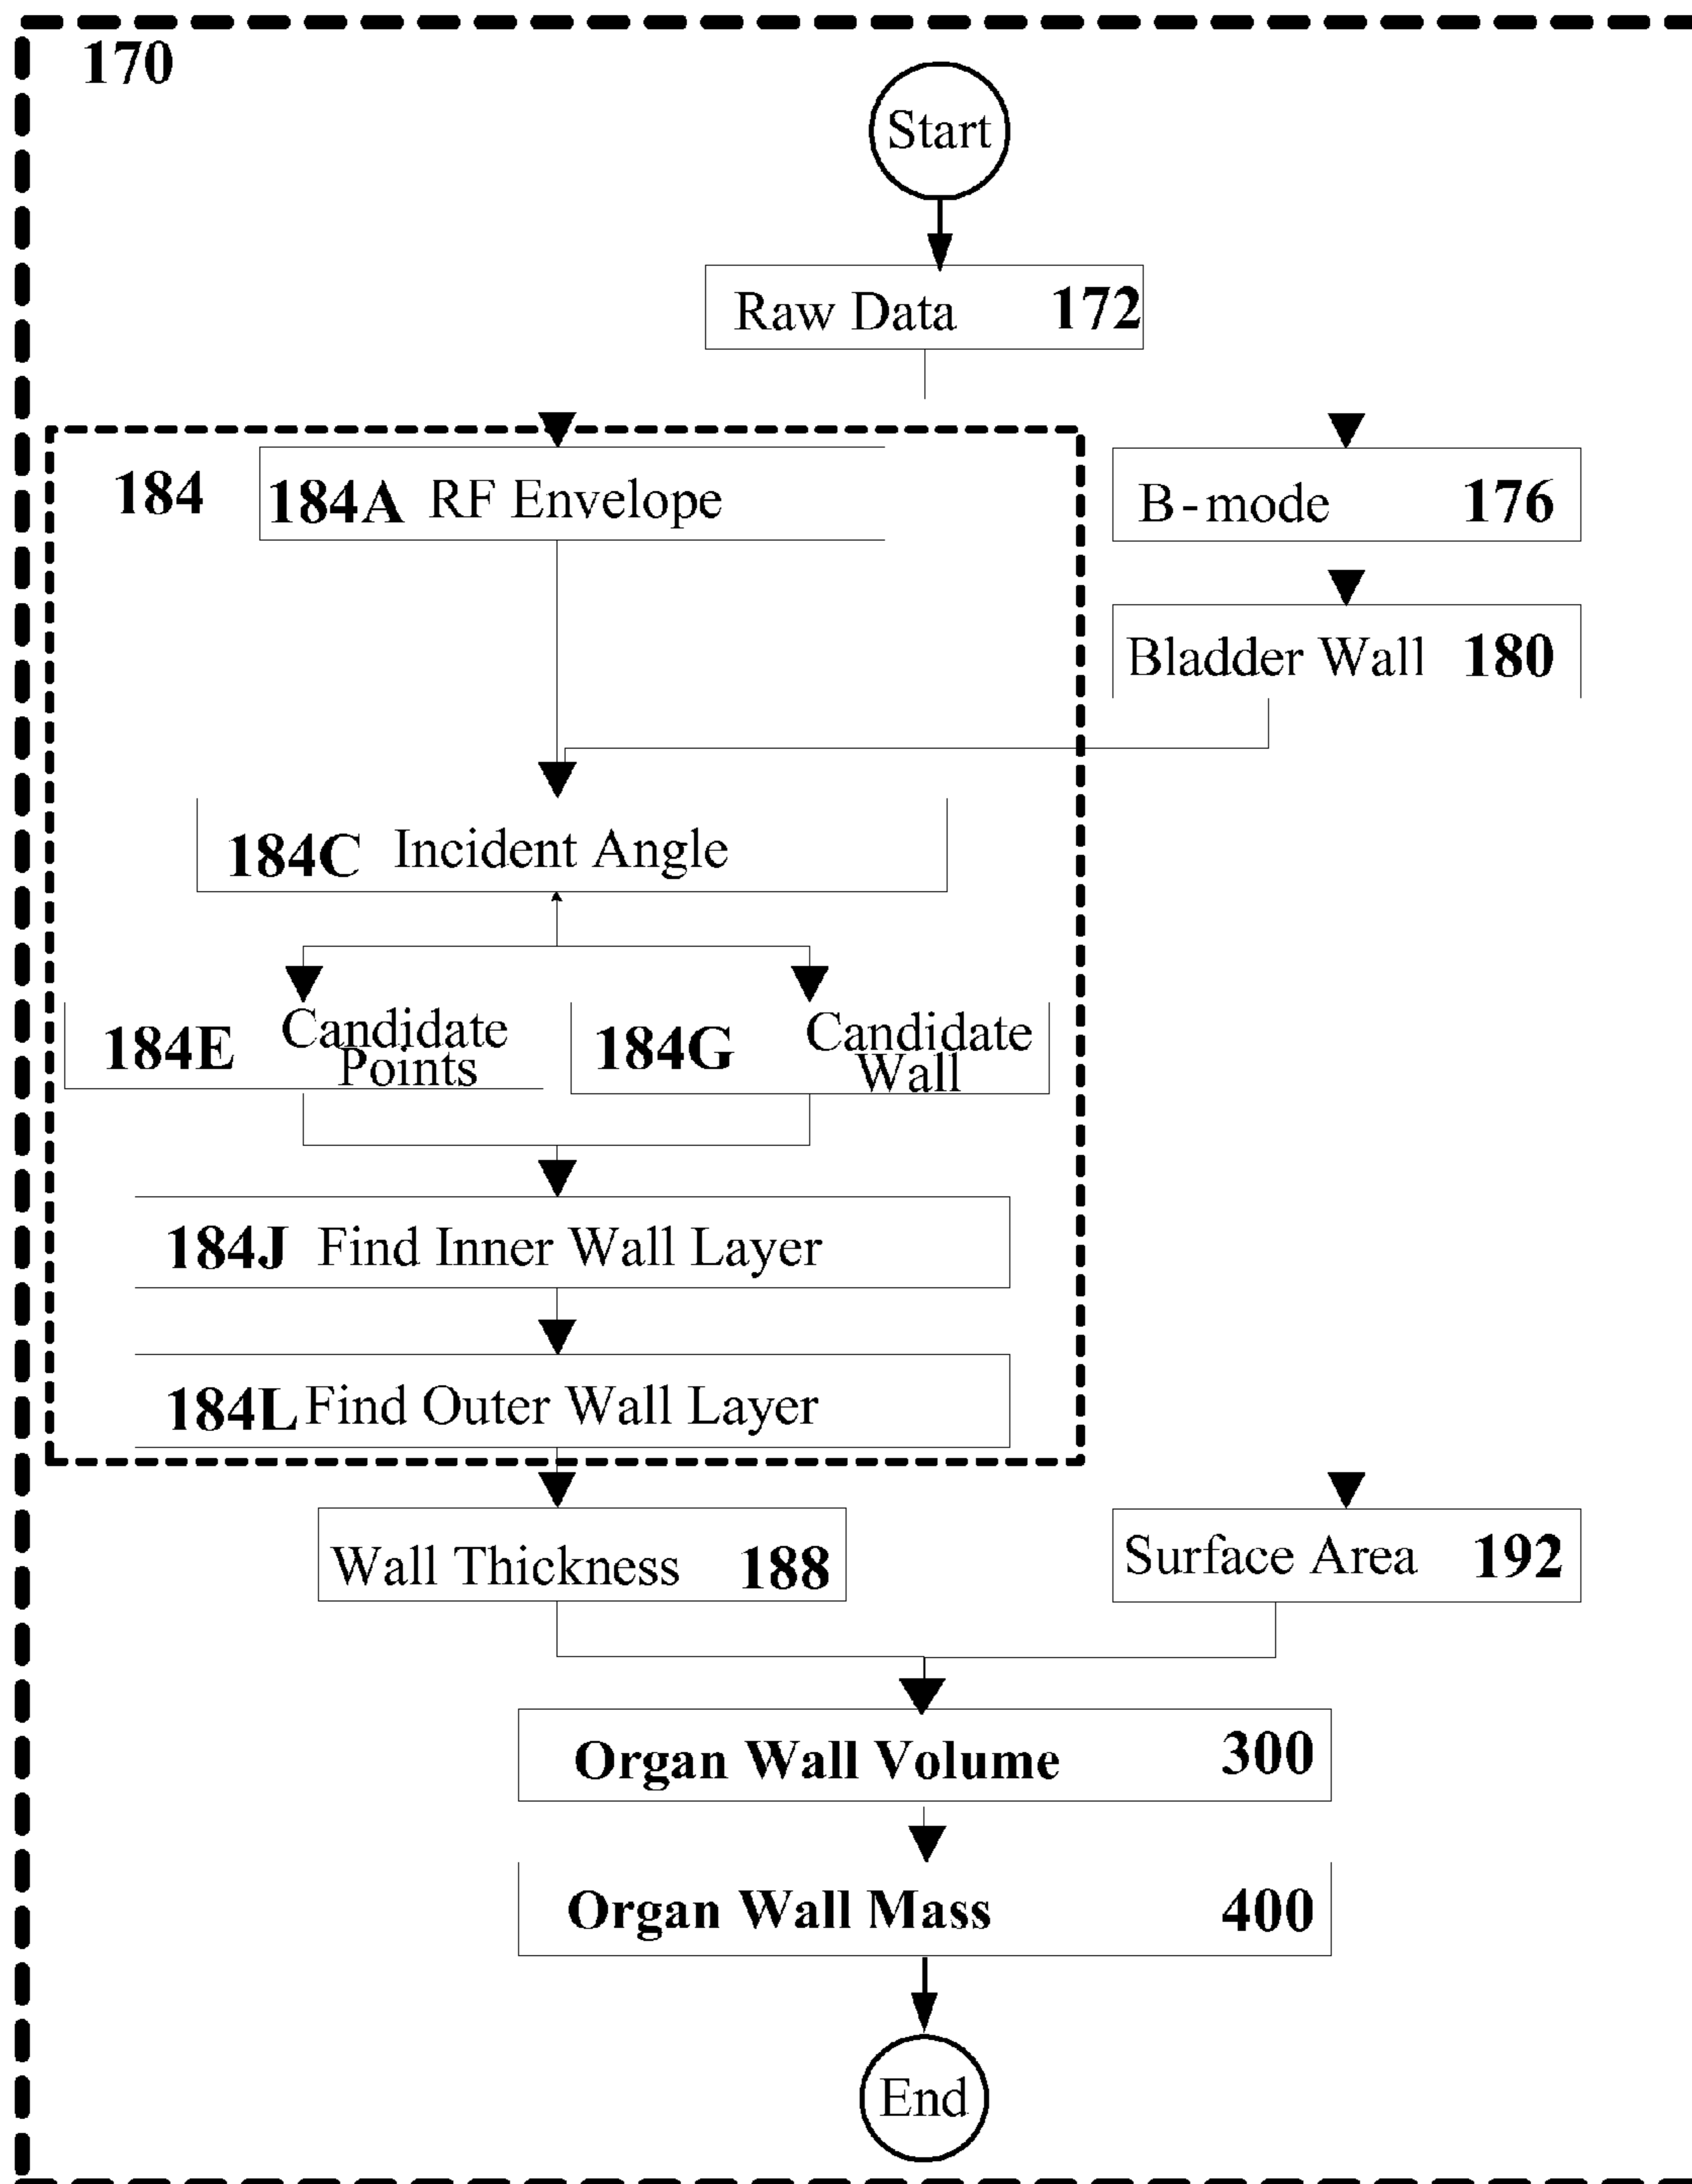 170
Start
Raw Data 172
184 184A RF Envelope
B-mode 176
Bladder Wall 180
184C Incident Angle
184E Candidate
Points
184G Candidate
Wall
184J Find Inner Wall Layer
184L Find Outer Wall Layer
Wall Thickness 188
Surface Area 192
Organ Wall Volume 300
Organ Wall Mass 400
End